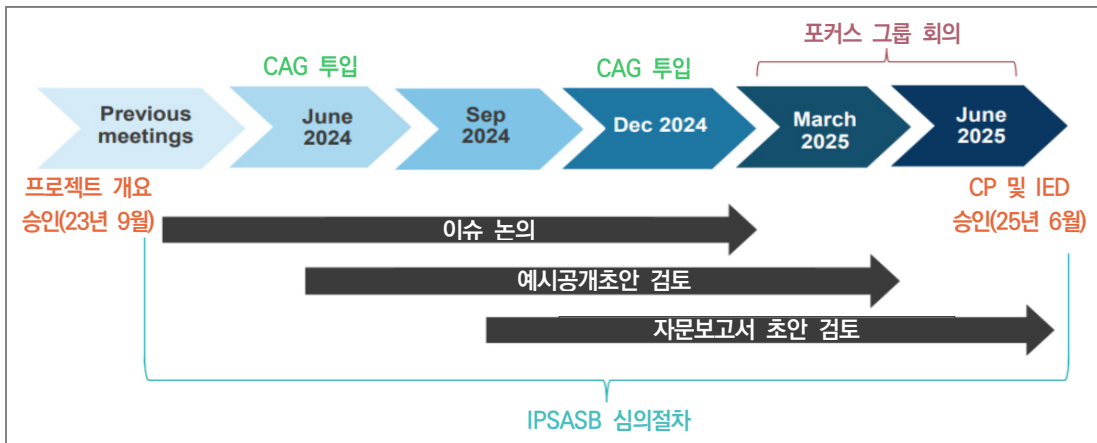 포커스 그룹 회의
CAG 투입
CAG 투입
Previous
meetings
June
2024
Sep
2024
Dec 2024
March
2025
June
2025
프로젝트 개요
승인(23년 9월)
CP 및 IED
승인(25년 6월)
이슈 논의
예시공개초안 검토
자문보고서 초안 검토
IPSASB 심의절차